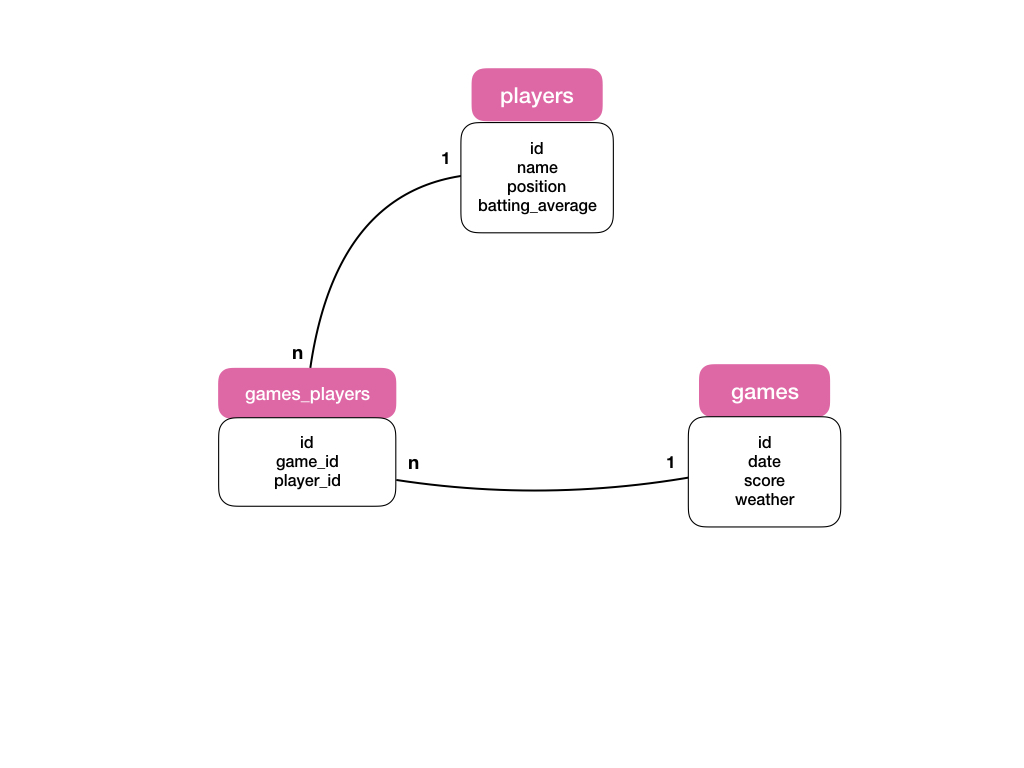 players
1
id
name
position
batting_average
n
games_players
id
game_id
player_id
n
1
games
id
date
score
weather